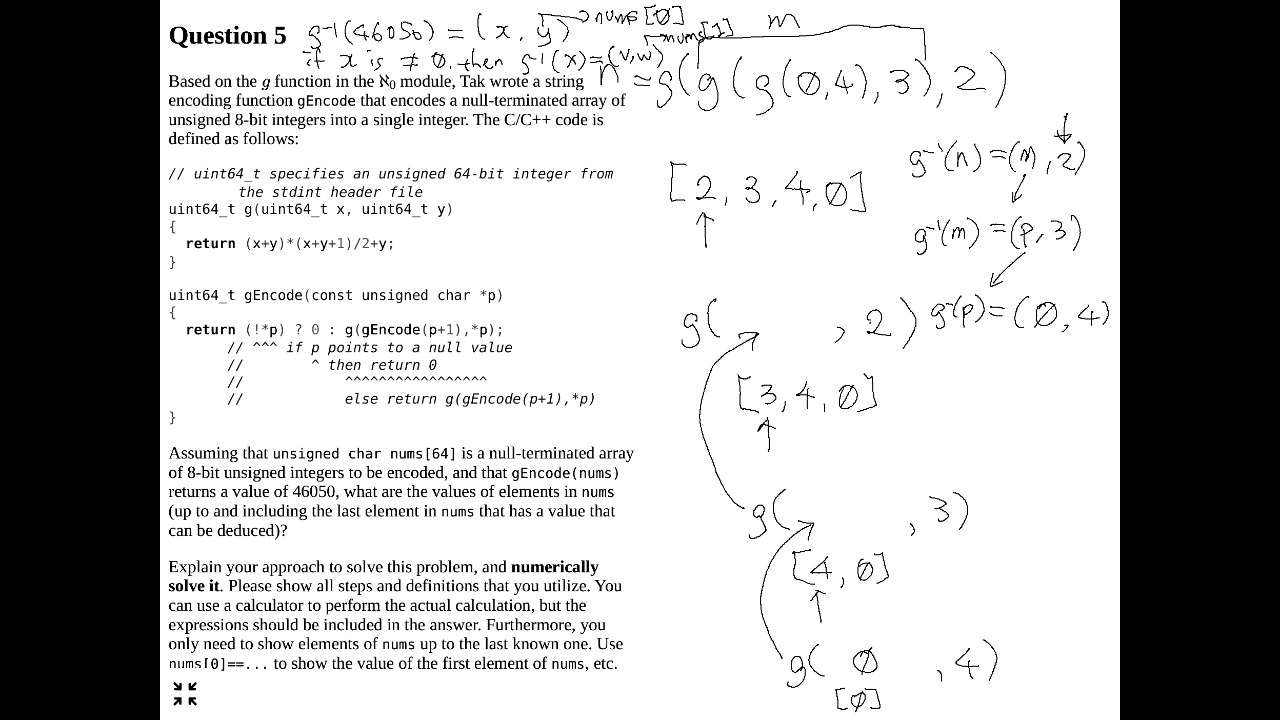 Question 5
g⁻¹(46050) = (x, y) → nums[0]
if x is ≠ 0, then g⁻¹(x)=(v,w) → nums[1]
Based on the g function in the ℵ₀ module, Tak wrote a string
encoding function gEncode that encodes a null-terminated array of
unsigned 8-bit integers into a single integer. The C/C++ code is
defined as follows:
// uint64_t specifies an unsigned 64-bit integer from
the stdint header file
uint64_t g(uint64_t x, uint64_t y)
{
return (x+y)*(x+y+1)/2+y;
}
uint64_t gEncode(const unsigned char *p)
{
return (!*p) ? 0 : g(gEncode(p+1),*p);
// ^^^ if p points to a null value
// ^ then return 0
// ^^^^^^^^^^^^^^^^^
// else return g(gEncode(p+1),*p)
}
Assuming that unsigned char nums[64] is a null-terminated array
of 8-bit unsigned integers to be encoded, and that gEncode(nums)
returns a value of 46050, what are the values of elements in nums
(up to and including the last element in nums that has a value that
can be deduced)?
Explain your approach to solve this problem, and numerically
solve it. Please show all steps and definitions that you utilize. You
can use a calculator to perform the actual calculation, but the
expressions should be included in the answer. Furthermore, you
only need to show elements of nums up to the last known one. Use
nums[0]==... to show the value of the first element of nums, etc.
m
n = g(g(g(0,4),3),2)
[2,3,4,0]
g( ,2)
[3,4,0]
g( ,3)
[4,0]
g( 0 ,4)
[0]
g⁻¹(n)=(m,2)
g⁻¹(m)=(p,3)
g⁻(p)=(0,4)